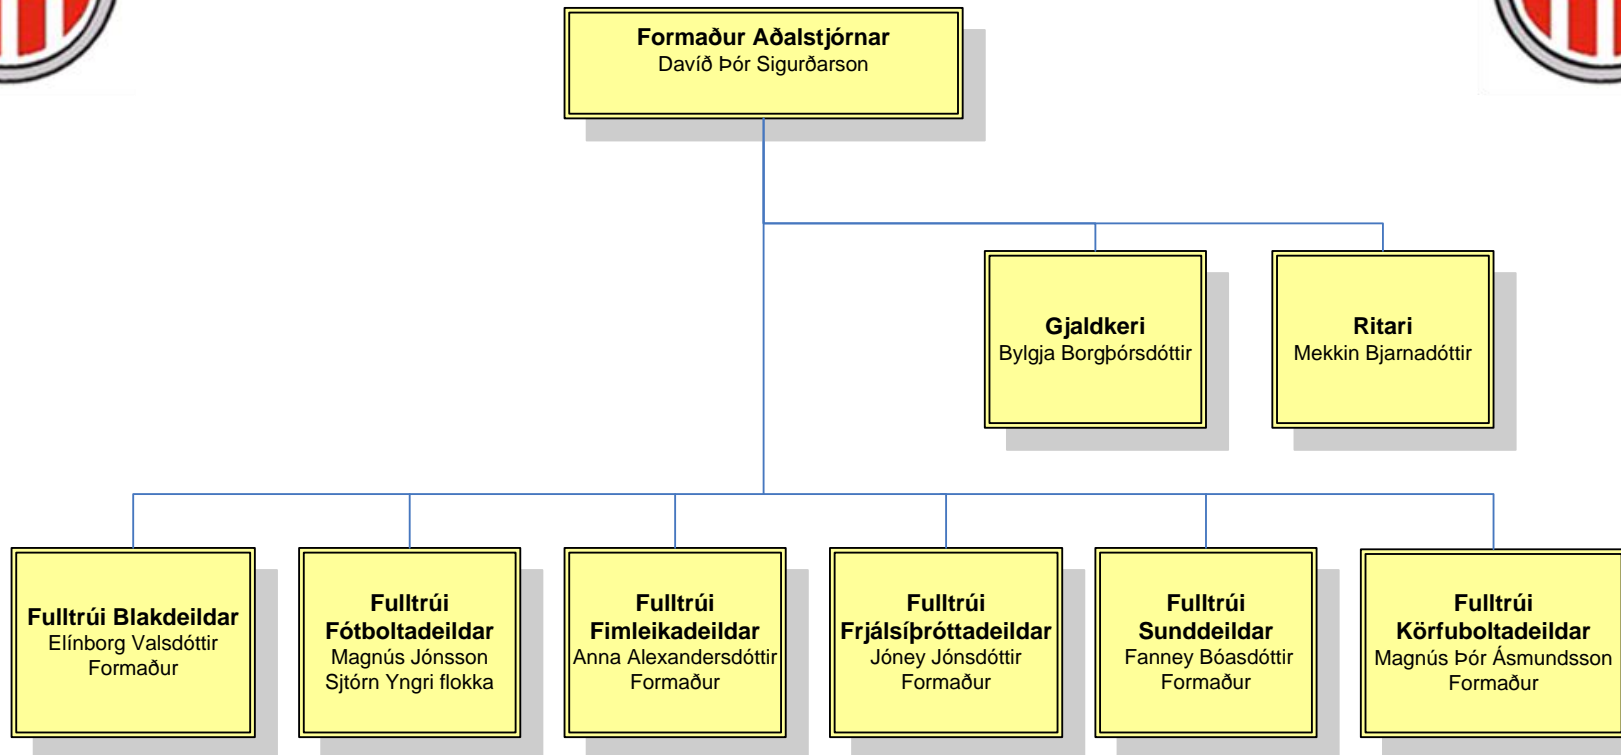 Formaður Aðalstjórnar
Davíð Þór Sigurðarson
Gjaldkeri
Bylgja Borgþórsdóttir
Ritari
Mekkin Bjarnadóttir
Fulltrúi Blakdeildar
Elínborg Valsdóttir
Formaður
Fulltrúi
Fótboltadeildar
Magnús Jónsson
Sjtórn Yngri flokka
Fulltrúi
Fimleikadeildar
Anna Alexandersdóttir
Formaður
Fulltrúi
Frjálsíþróttadeildar
Jóney Jónsdóttir
Formaður
Fulltrúi
Sunddeildar
Fanney Bóasdóttir
Formaður
Fulltrúi
Körfuboltadeildar
Magnús Þór Ásmundsson
Formaður